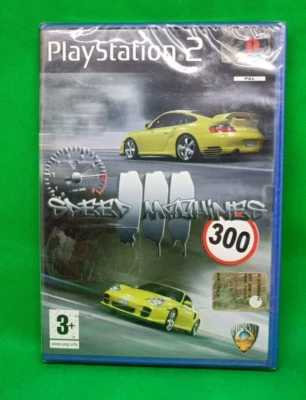 PlayStation 2
PAL
SPEED MACHINES
III
300
3+
www.pegi.info